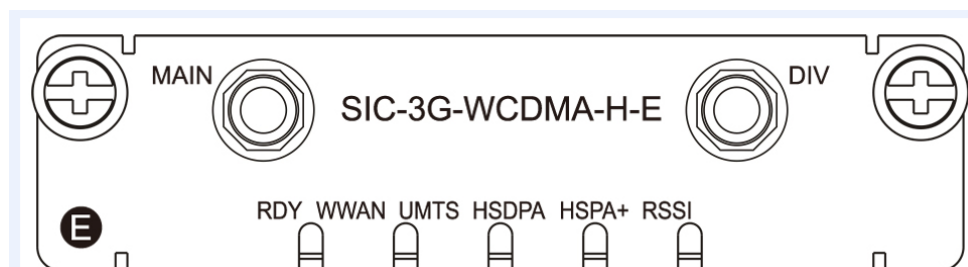 MAIN DIV
SIC-3G-WCDMA-H-E
RDY WWAN UMTS HSDPA HSPA+ RSSI
E